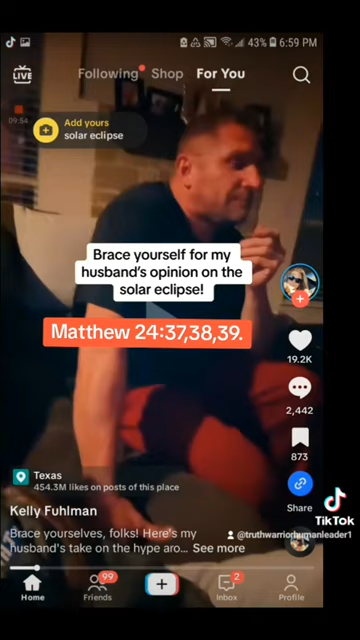 43% 6:59 PM
LIVE
Following Shop For You
09:54
Add yours
solar eclipse
Brace yourself for my
husband's opinion on the
solar eclipse!
Matthew 24:37,38,39.
19.2K
2,442
873
Texas
454.3M likes on posts of this place
Share
TikTok
Kelly Fuhlman
Brace yourselves, folks! Here's my
husband's take on the hype aro... See more
@truthwarriorhumanleader1
99
2
Home
Friends
Inbox
Profile